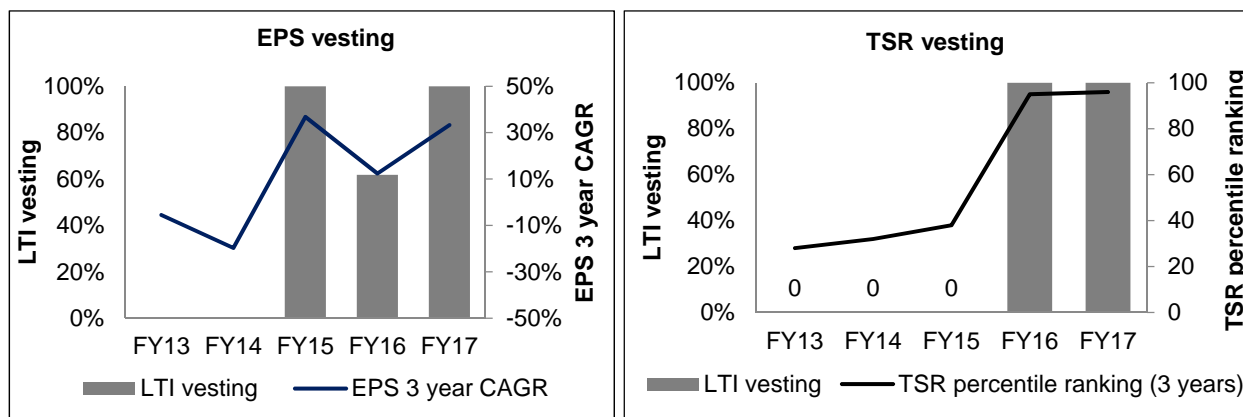 EPS vesting
100%
80%
60%
40%
20%
0%
LTI vesting
50%
30%
10%
-10%
-30%
-50%
EPS 3 year CAGR
FY13 FY14 FY15 FY16 FY17
LTI vesting EPS 3 year CAGR
TSR vesting
100%
80%
60%
40%
20%
0%
LTI vesting
0 0 0
100
80
60
40
20
0
TSR percentile ranking
FY13 FY14 FY15 FY16 FY17
LTI vesting TSR percentile ranking (3 years)